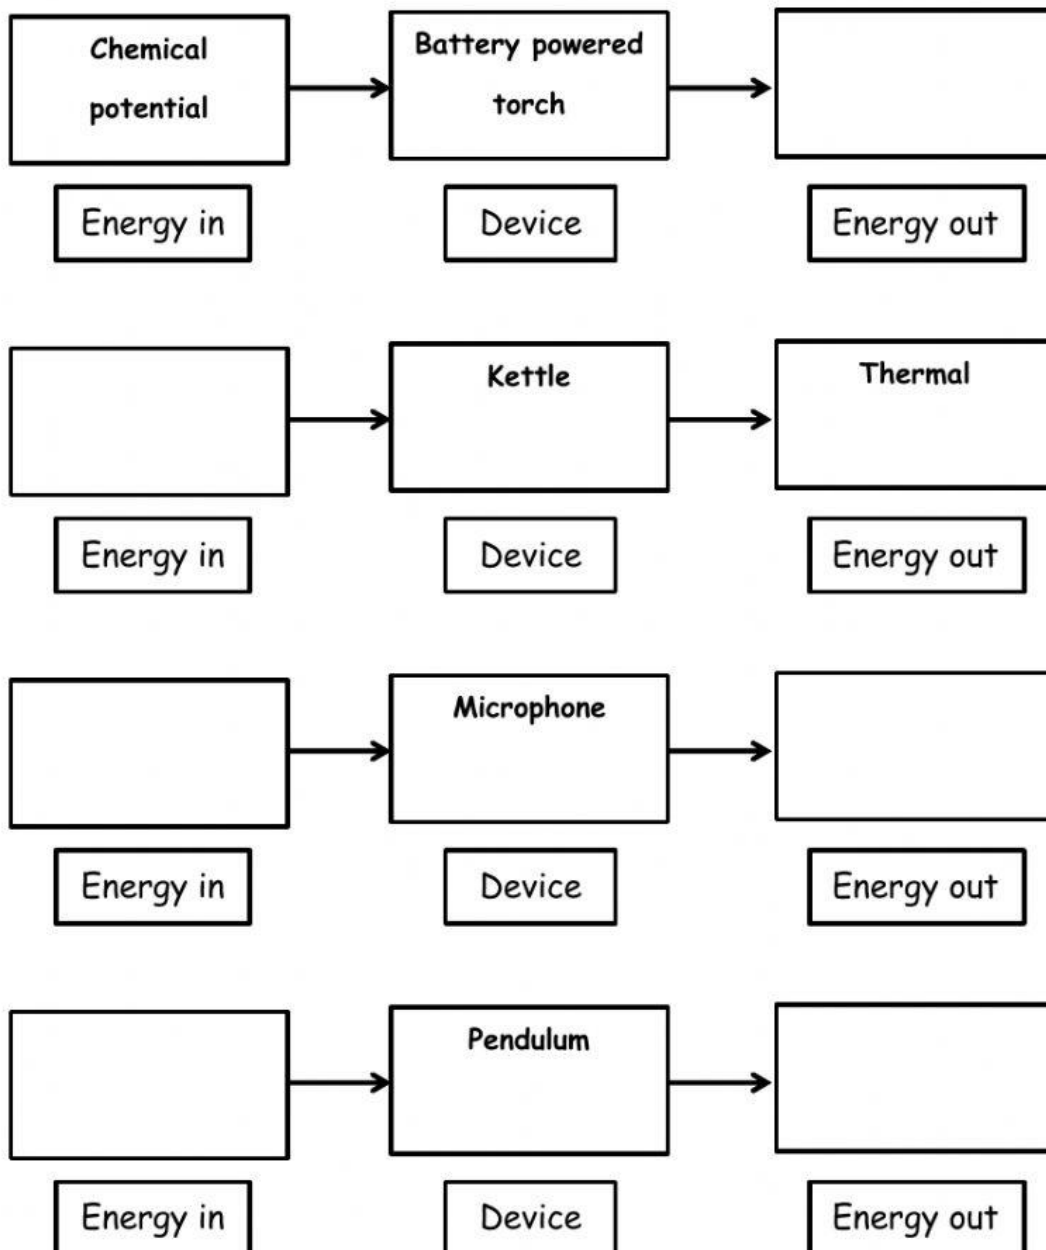 Chemical
potential
Battery powered
torch
Energy in
Device
Energy out
Kettle
Thermal
Energy in
Device
Energy out
Microphone
Energy in
Device
Energy out
Pendulum
Energy in
Device
Energy out